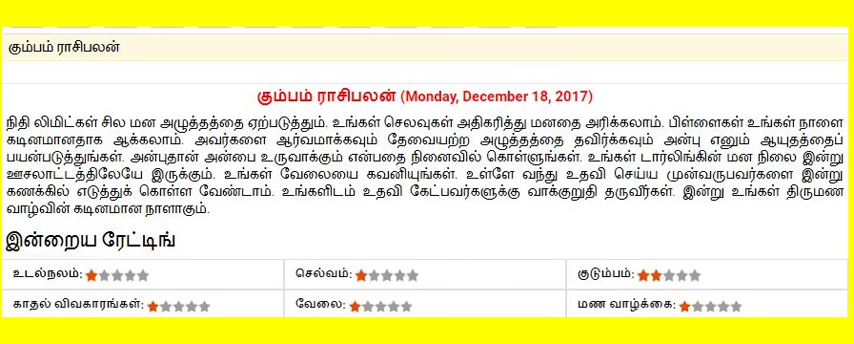 கும்பம் ராசிபலன்
கும்பம் ராசிபலன் (Monday, December 18, 2017)
நிதி லிமிட்கள் சில மன அழுத்தத்தை ஏற்படுத்தும். உங்கள் செலவுகள் அதிகரித்து மனதை அரிக்கலாம். பிள்ளைகள் உங்கள் நாளை
கடினமானதாக ஆக்கலாம். அவர்களை ஆர்வமாக்கவும் தேவையற்ற அழுத்தத்தை தவிர்க்கவும் அன்பு எனும் ஆயுதத்தைப்
பயன்படுத்துங்கள். அன்புதான் அன்பை உருவாக்கும் என்பதை நினைவில் கொள்ளுங்கள். உங்கள் டார்லிங்கின் மன நிலை இன்று
ஊசலாட்டத்திலேயே இருக்கும். உங்கள் வேலையை கவனியுங்கள். உள்ளே வந்து உதவி செய்ய முன்வருபவர்களை இன்று
கணக்கில் எடுத்துக் கொள்ள வேண்டாம். உங்களிடம் உதவி கேட்பவர்களுக்கு வாக்குறுதி தருவீர்கள். இன்று உங்கள் திருமண
வாழ்வின் கடினமான நாளாகும்.
இன்றைய ரேட்டிங்
உடல்நலம்: செல்வம்: குடும்பம்:
காதல் விவகாரங்கள்: வேலை: மண வாழ்க்கை: